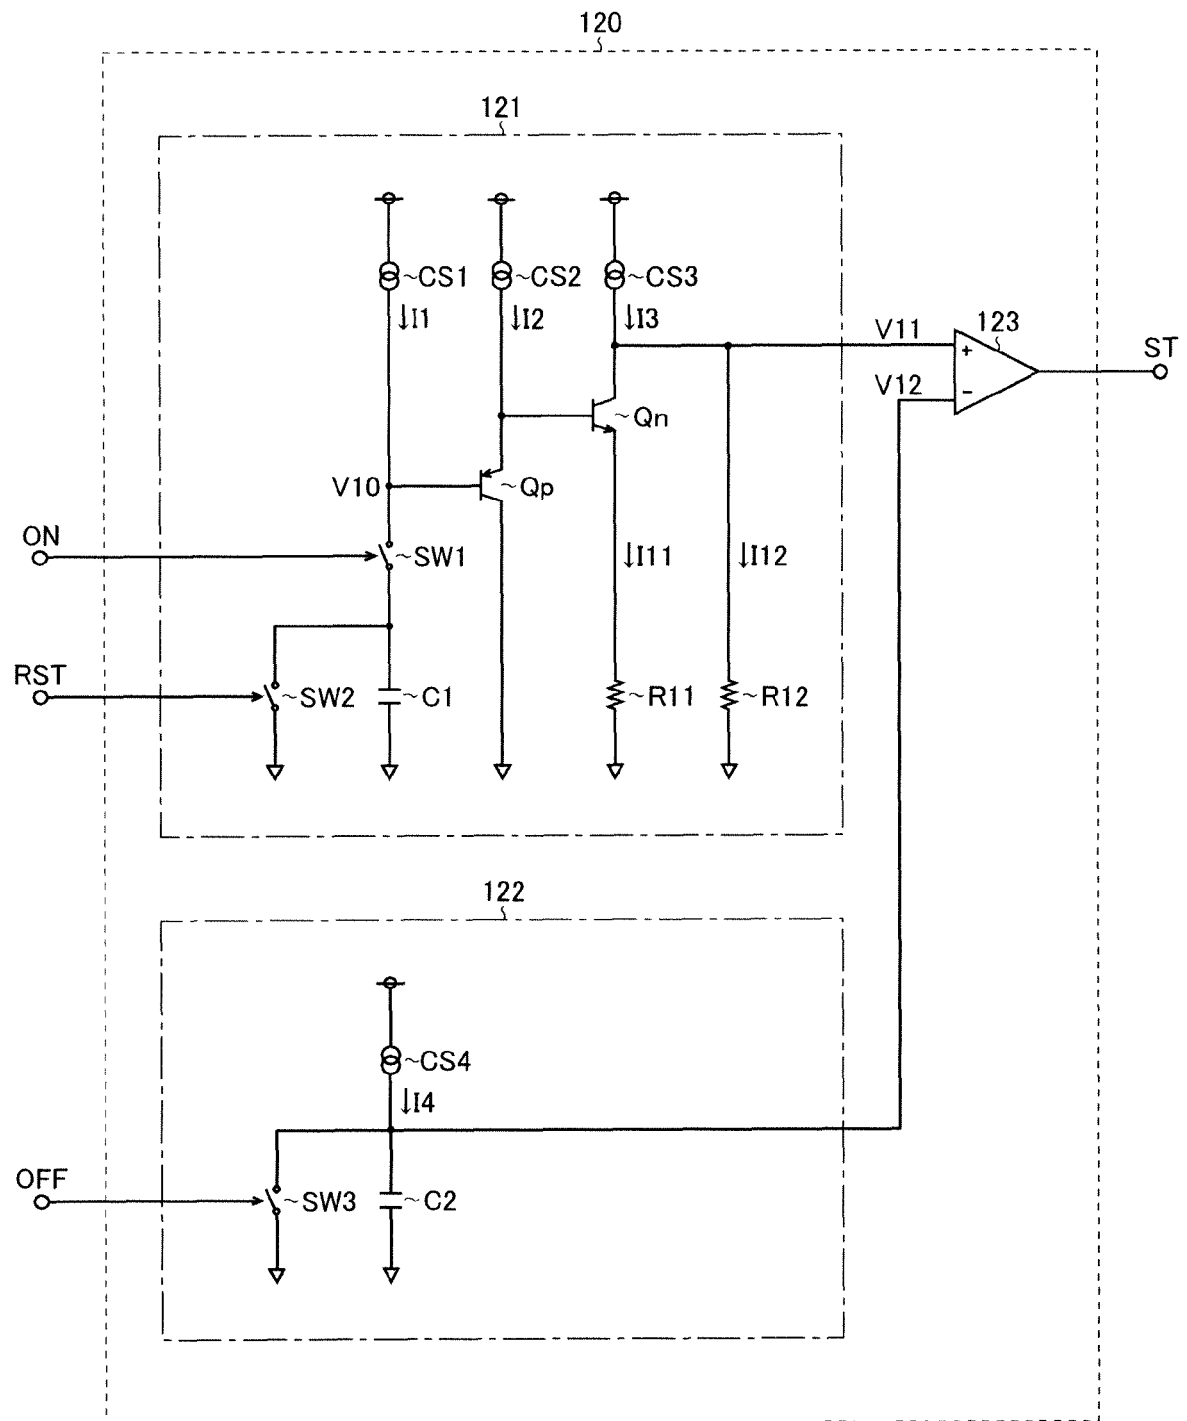 120
121
CS1
CS2
CS3
↓I1
↓I2
↓I3
V11
123
ST
+
V12
-
Qn
V10
Qp
ON
SW1
↓I11
↓I12
RST
SW2
C1
R11
R12
122
CS4
↓I4
OFF
SW3
C2